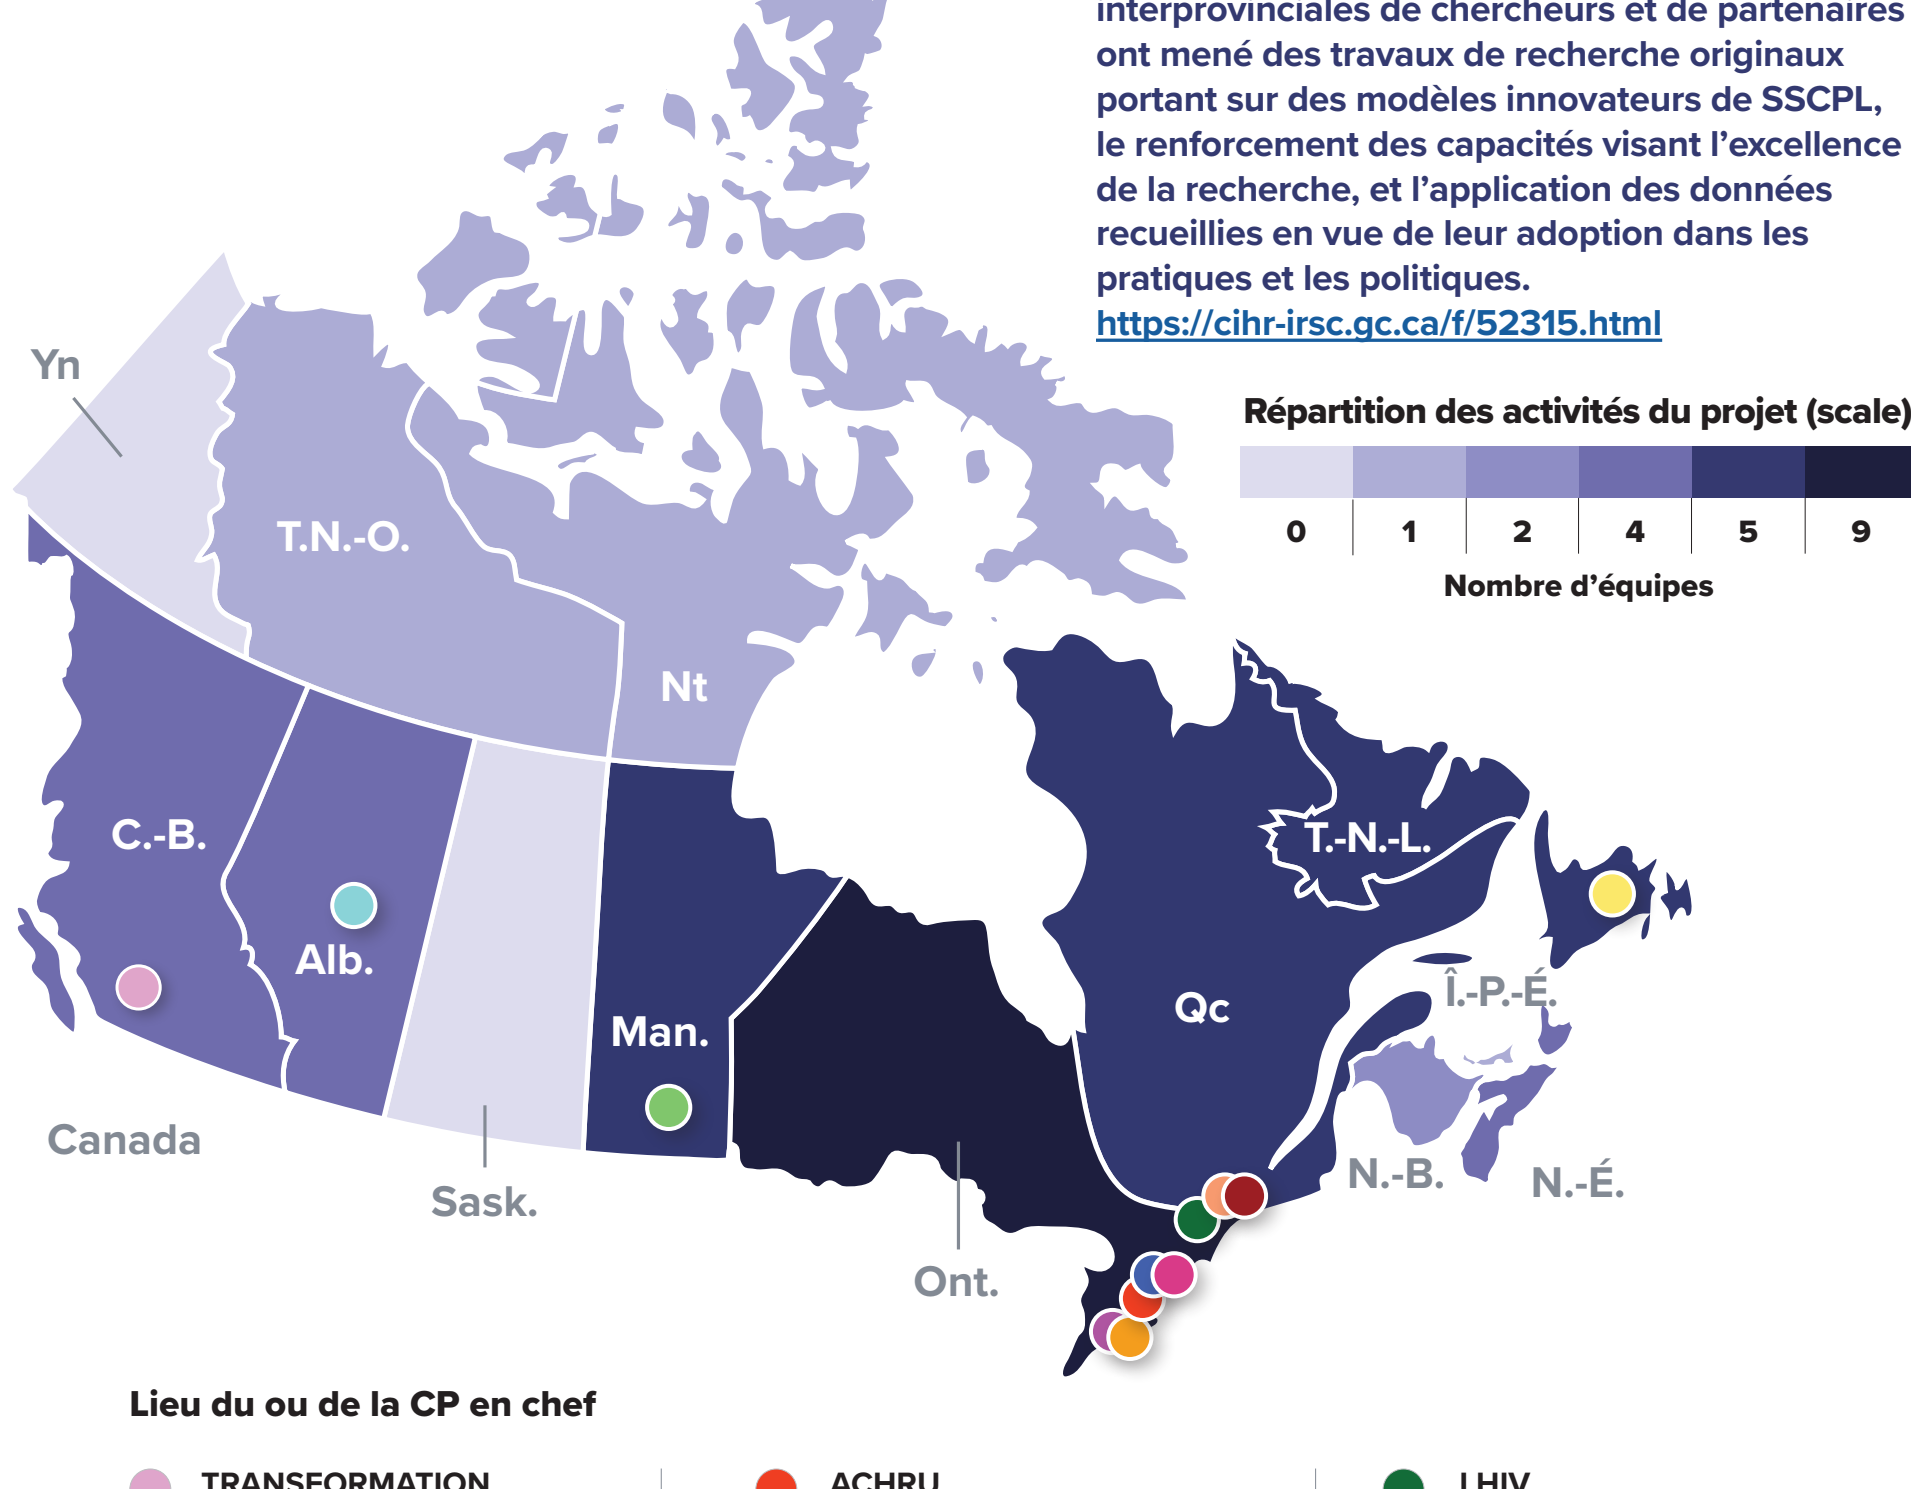 interprovinciales de chercheurs et de partenaires
ont mené des travaux de recherche originaux
portant sur des modèles innovateurs de SSCPL,
le renforcement des capacités visant l’excellence
de la recherche, et l’application des données
recueillies en vue de leur adoption dans les
pratiques et les politiques.
https://cihr-irsc.gc.ca/f/52315.html
Répartition des activités du projet (scale)
0 1 2 4 5 9
Nombre d’équipes
Yn
T.N.-O.
Nt
C.-B.
Alb.
Man.
Qc
T.-N.-L.
Î.-P.-É.
N.-B.
N.-É.
Canada
Sask.
Ont.
Lieu du ou de la CP en chef
TRANSFORMATION
ACHRU
LHIV